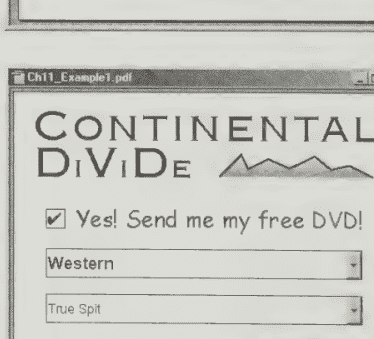 Ch11_Example1.pdf
CONTINENTAL
DIVIDE
Yes! Send me my free DVD!
Western
True Spit